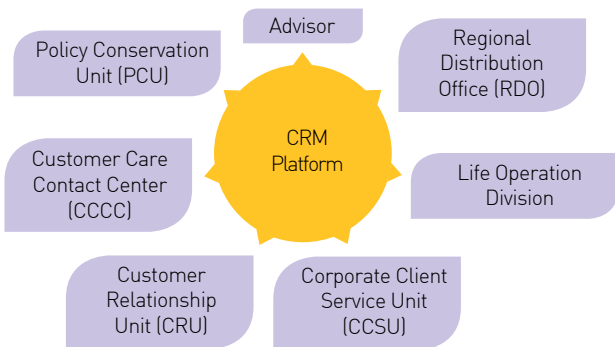 Advisor
Policy Conservation
Unit (PCU)
Regional
Distribution
Office (RDO)
CRM
Platform
Customer Care
Contact Center
(CCCC)
Life Operation
Division
Customer
Relationship
Unit (CRU)
Corporate Client
Service Unit
(CCSU)